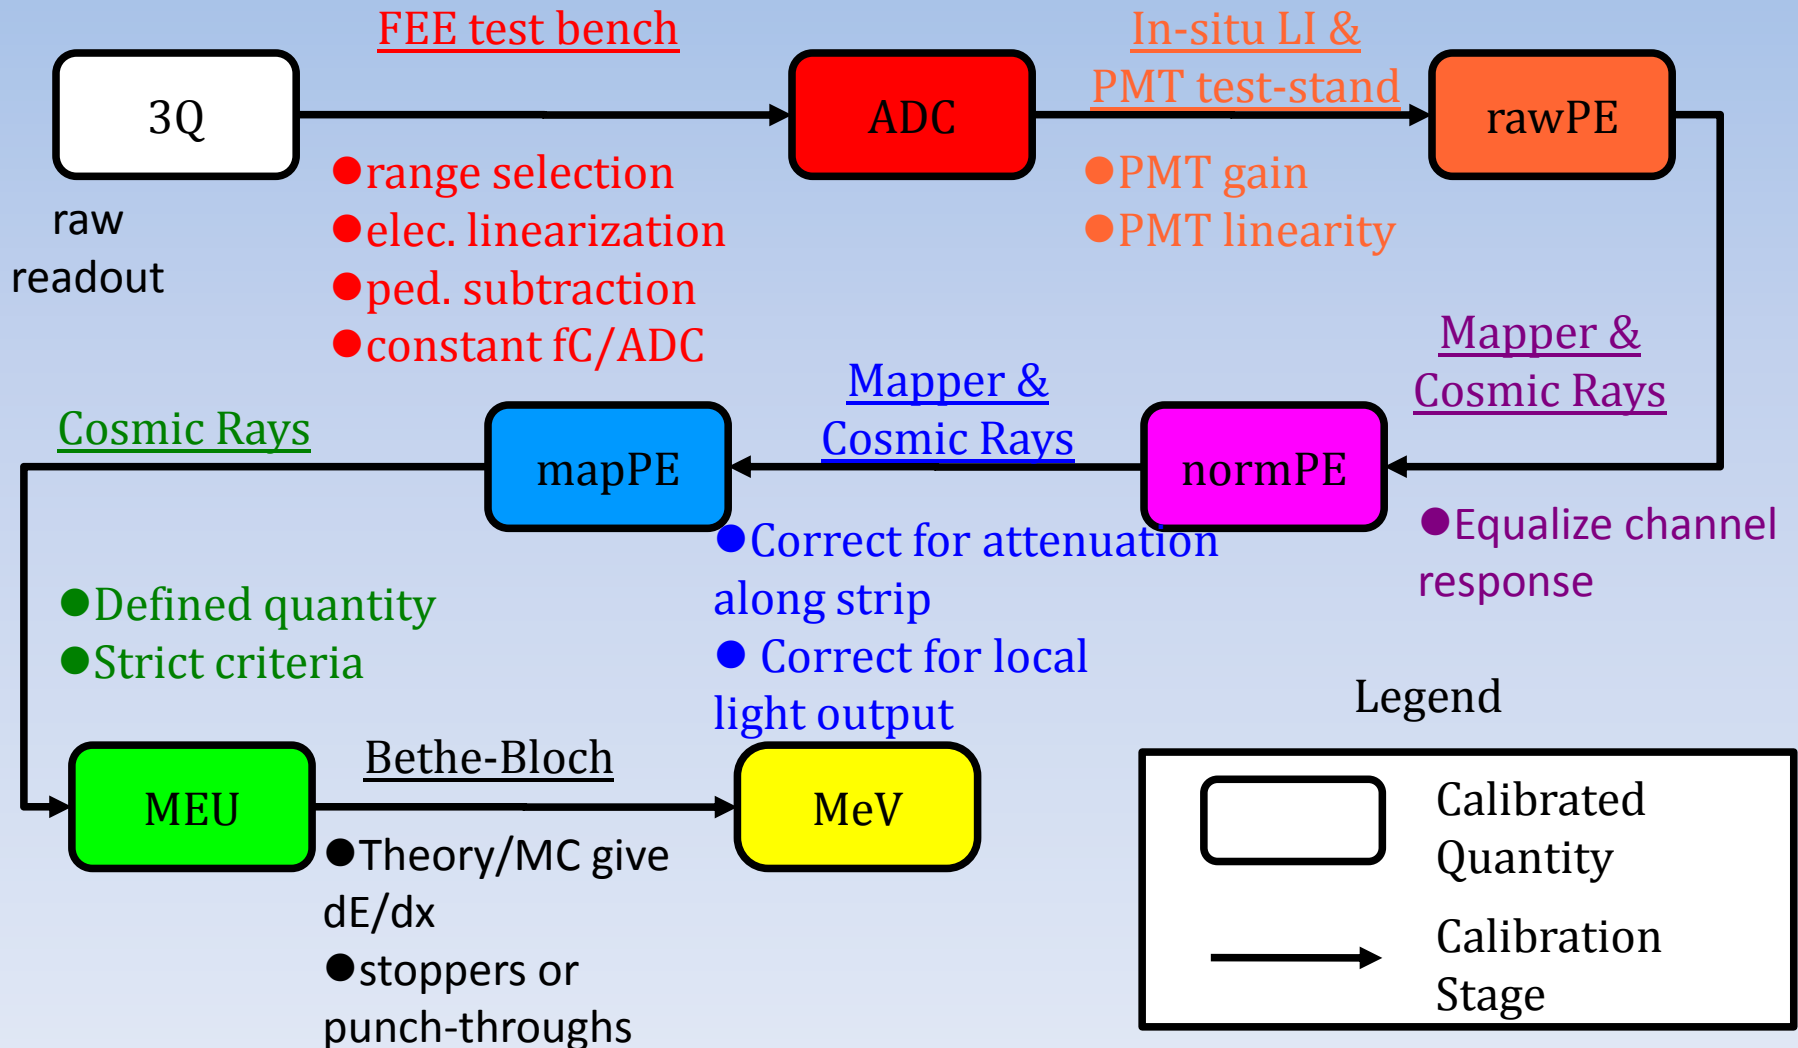 FEE test bench
In-situ LI &
PMT test-stand
3Q
ADC
rawPE
raw
readout
●range selection
●elec. linearization
●ped. subtraction
●constant fC/ADC
●PMT gain
●PMT linearity
Mapper &
Cosmic Rays
Mapper &
Cosmic Rays
Cosmic Rays
mapPE
normPE
●Equalize channel
response
●Correct for attenuation
along strip
● Correct for local
light output
●Defined quantity
●Strict criteria
MEU
Bethe-Bloch
MeV
●Theory/MC give
dE/dx
●stoppers or
punch-throughs
Legend
Calibrated
Quantity
Calibration
Stage